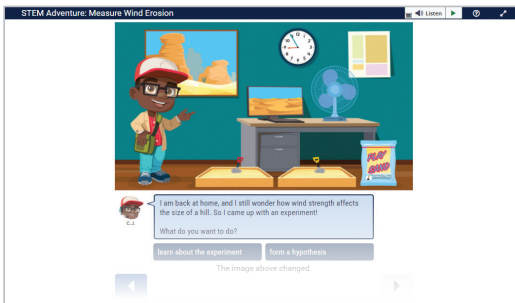 STEM Adventure: Measure Wind Erosion
Listen
PLAY SAND
C.J.
I am back at home, and I still wonder how wind strength affects
the size of a hill. So I came up with an experiment!
What do you want to do?
learn about the experiment
form a hypothesis
The image above changed.